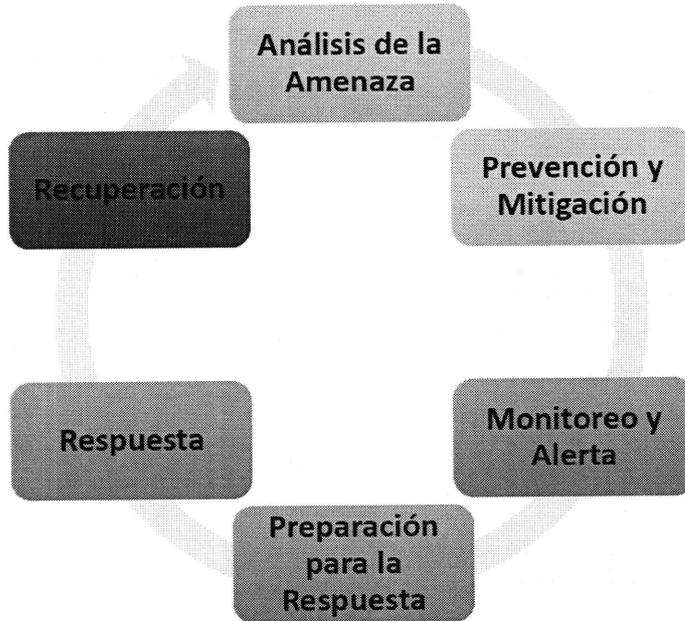 Análisis de la
Amenaza
Prevención y
Mitigación
Monitoreo y
Alerta
Preparación
para la
Respuesta
Respuesta
Recuperación